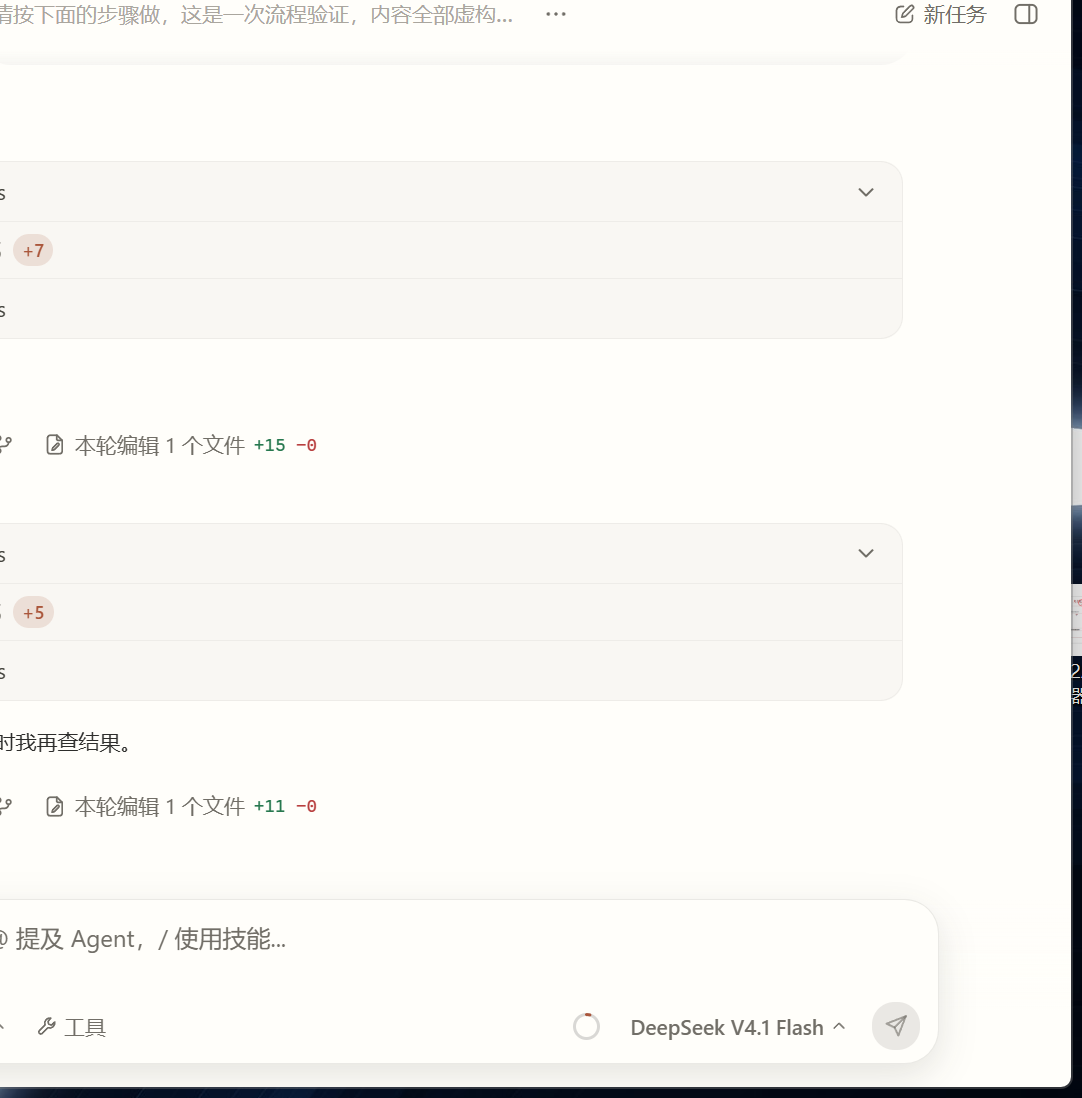 请按下面的步骤做，这是一次流程验证，内容全部虚构... ···
新任务
s
+7
s
本轮编辑 1 个文件 +15 −0
s
+5
s
时我再查结果。
本轮编辑 1 个文件 +11 −0
@ 提及 Agent，/ 使用技能...
工具
DeepSeek V4.1 Flash